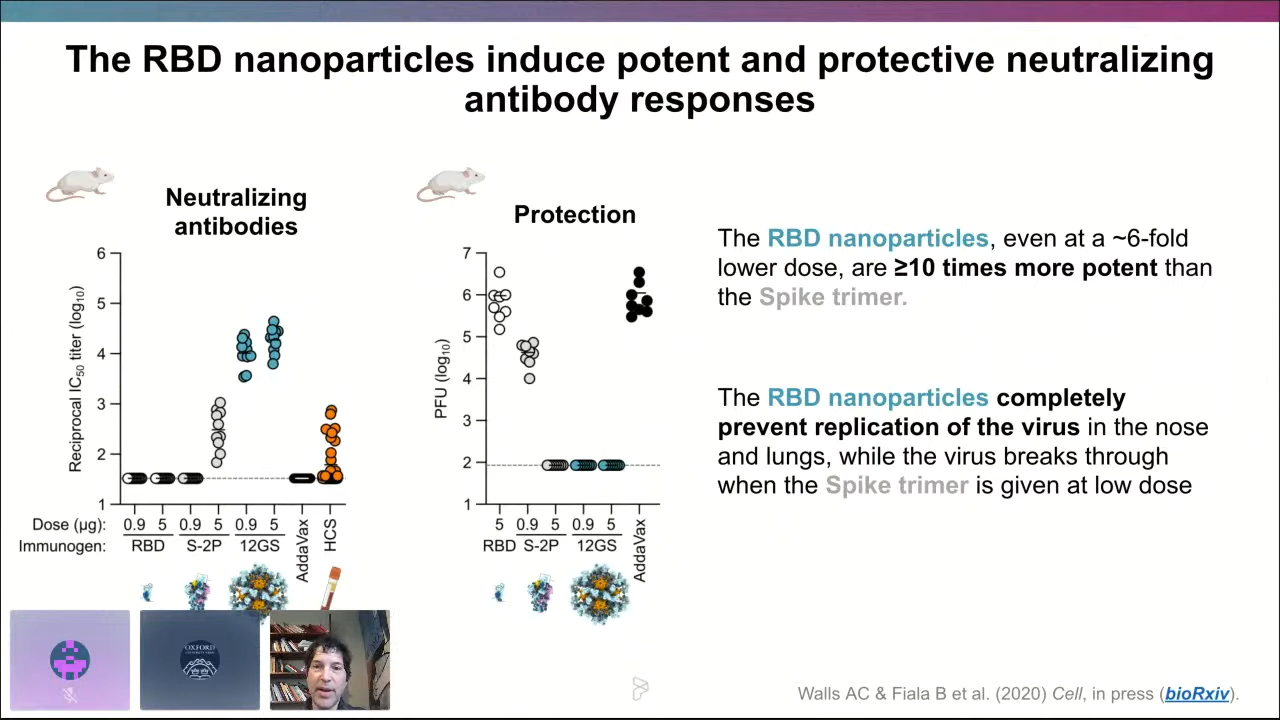 The RBD nanoparticles induce potent and protective neutralizing
antibody responses
Neutralizing
antibodies
6
5
4
3
2
1
Reciprocal IC50 titer (log10)
Dose (µg): 0.9 5 0.9 5 0.9 5
Immunogen: RBD S-2P 12GS
AddaVax
HCS
Protection
7
6
5
4
3
2
1
PFU (log10)
5 0.9 5 0.9 5
RBD S-2P 12GS
AddaVax
The RBD nanoparticles, even at a ~6-fold
lower dose, are ≥10 times more potent than
the Spike trimer.
The RBD nanoparticles completely
prevent replication of the virus in the nose
and lungs, while the virus breaks through
when the Spike trimer is given at low dose
OXFORD
Walls AC & Fiala B et al. (2020) Cell, in press (bioRxiv).